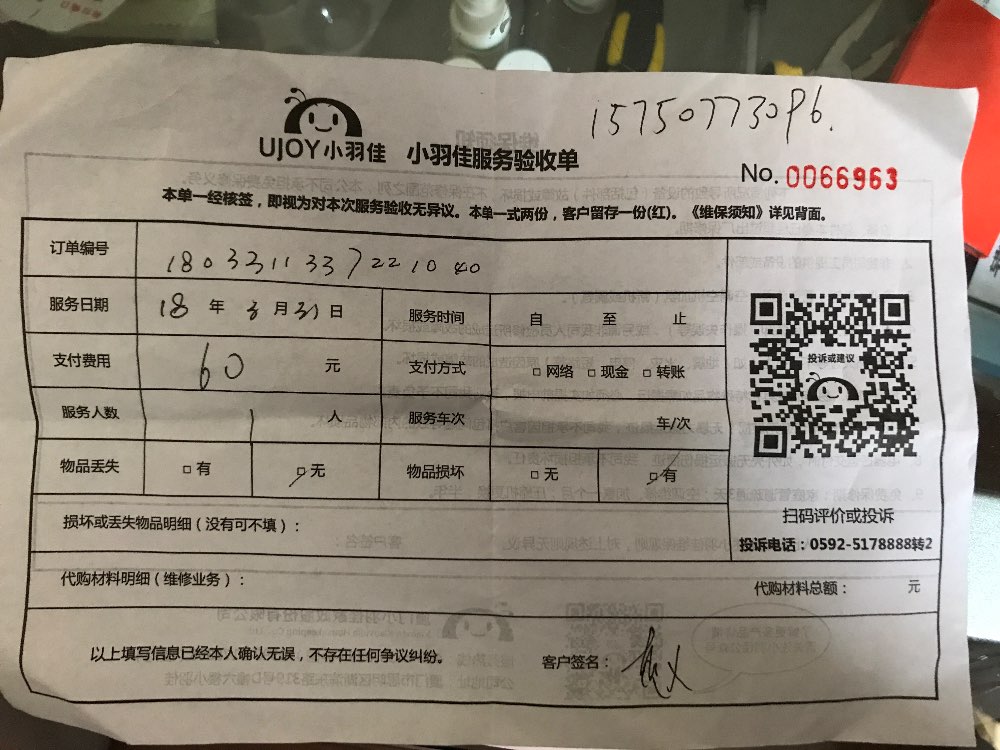 15750773096.
UJOY小羽佳 小羽佳服务验收单
No. 0066963
本单一经核签，即视为对本次服务验收无异议。本单一式两份，客户留存一份(红)。《维保须知》详见背面。
订单编号 1803311337221040
服务日期 18 年 3 月 31 日 服务时间 自 至 止
支付费用 60 元 支付方式 □网络 □现金 □转账
服务人数 1 人 服务车次 车/次
物品丢失 □有 □无 物品损坏 □无 □有
投诉或建议
扫码评价或投诉
投诉电话：0592-5178888转2
损坏或丢失物品明细（没有可不填）：
代购材料明细（维修业务）： 代购材料总额： 元
以上填写信息已经本人确认无误，不存在任何争议纠纷。 客户签名：